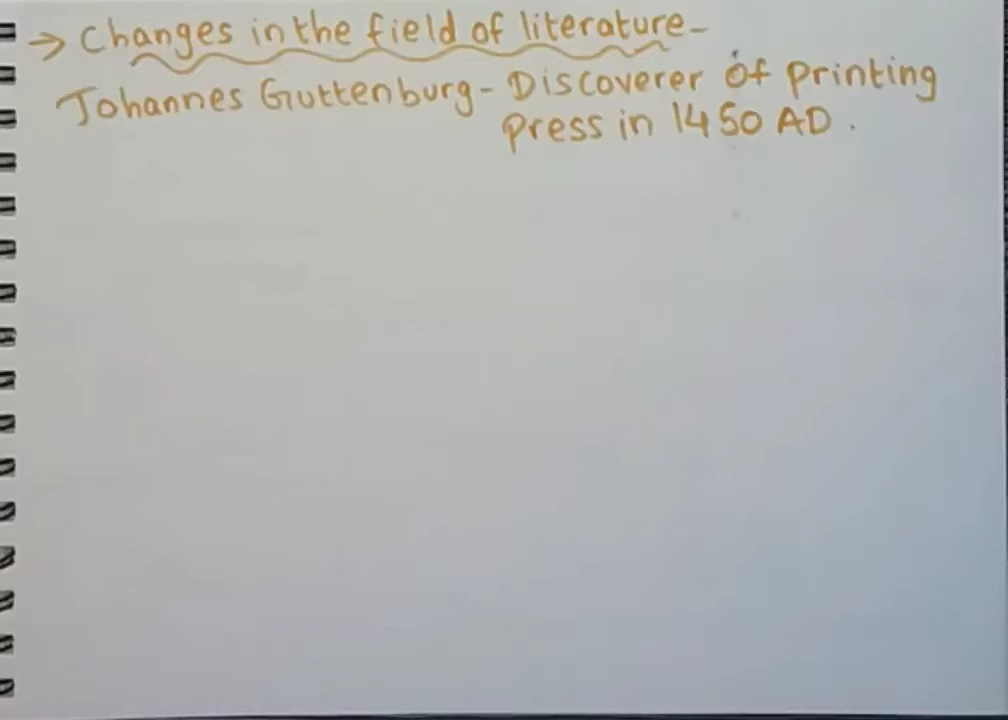 → Changes in the field of literature-
Johannes Guttenburg - Discoverer of printing
press in 1450 AD.